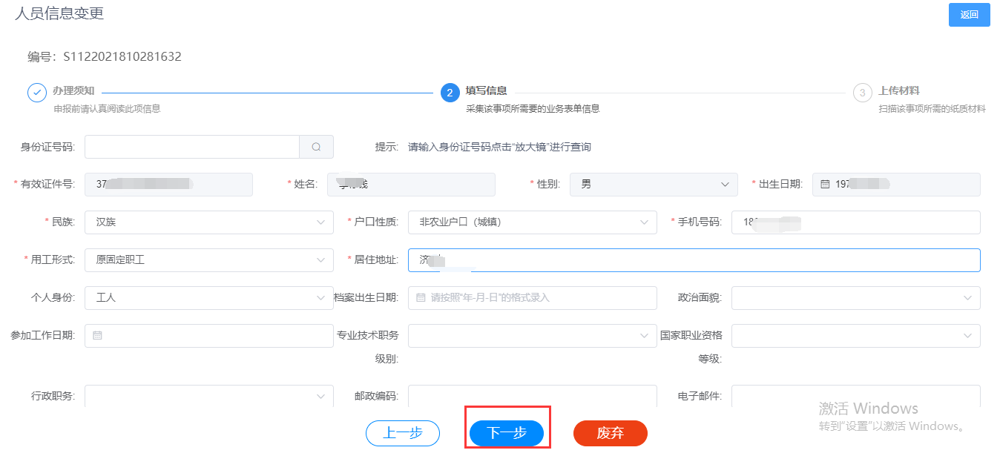 人员信息变更
返回
编号：S1122021810281632
办理须知
2 填写信息
3 上传材料
申报前请认真阅读此项信息
采集该事项所需要的业务表单信息
扫描该事项所需的纸质材料
身份证号码: 提示: 请输入身份证号码点击“放大镜”进行查询
* 有效证件号: 37 * 姓名: * 性别: 男 * 出生日期: 197
* 民族: 汉族 * 户口性质: 非农业户口（城镇） * 手机号码: 18
* 用工形式: 原固定职工 * 居住地址: 济
个人身份: 工人 档案出生日期: 请按照“年-月-日”的格式录入 政治面貌:
参加工作日期: 专业技术职务 国家职业资格
级别: 等级:
行政职务: 邮政编码: 电子邮件:
激活 Windows
转到“设置”以激活 Windows。
上一步 下一步 废弃